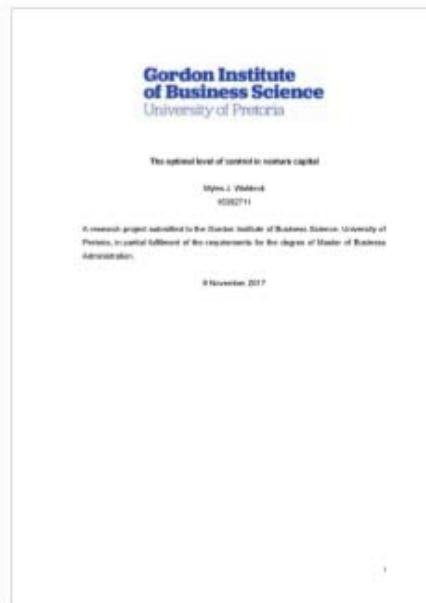 Gordon Institute
of Business Science
University of Pretoria
The optimal level of control in venture capital
Myles J.
A research project submitted to the Gordon Institute of Business Science, University of
Pretoria, in partial fulfilment of the requirements for the degree of Master of Business
Administration.
November 2017